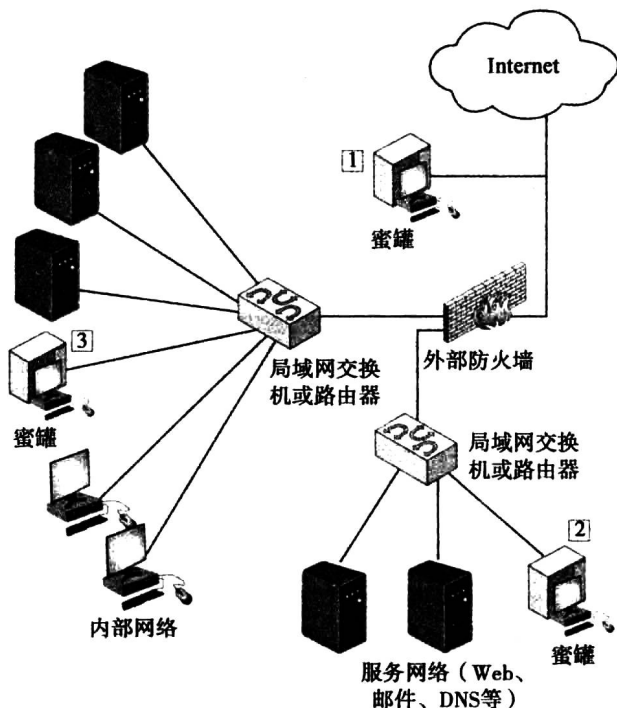 Internet
1
蜜罐
外部防火墙
局域网交换
机或路由器
3
蜜罐
内部网络
局域网交换
机或路由器
2
蜜罐
服务网络（Web、
邮件、DNS等）